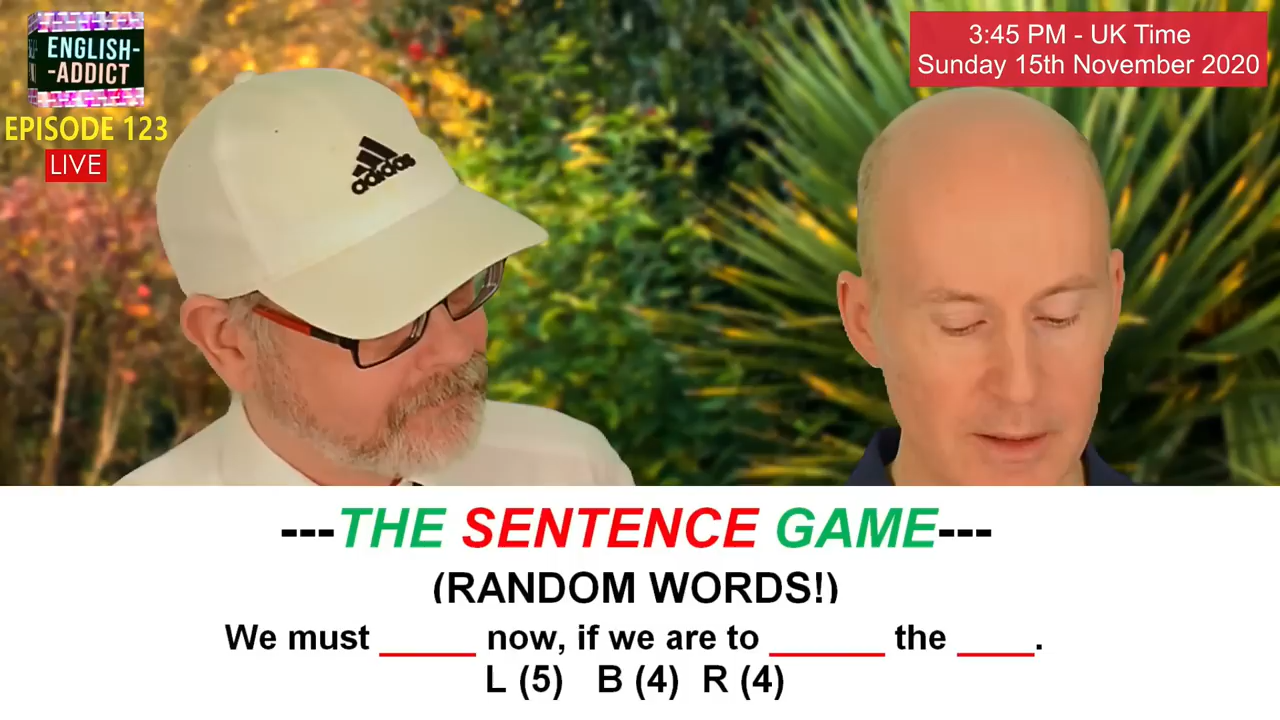 ENGLISH-
-ADDICT
EPISODE 123
LIVE
3:45 PM - UK Time
Sunday 15th November 2020
adidas
---THE SENTENCE GAME---
(RANDOM WORDS!)
We must _____ now, if we are to ______ the ____.
L (5) B (4) R (4)